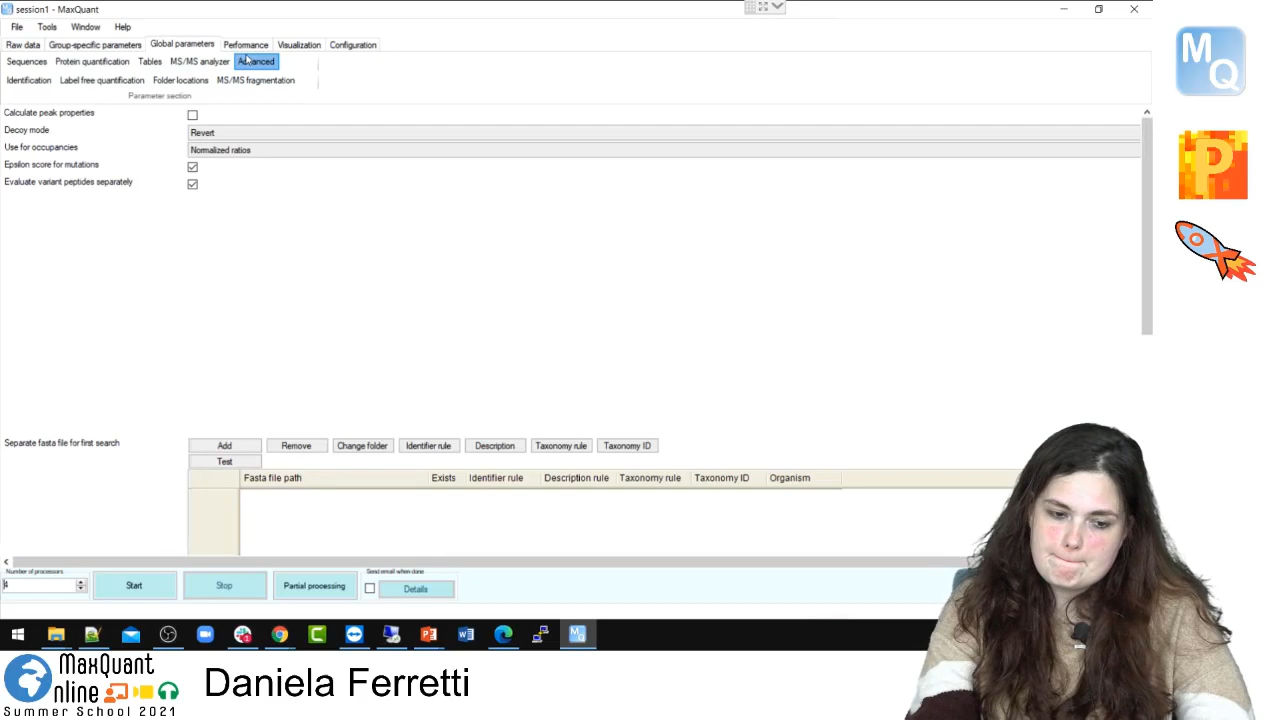 session1 - MaxQuant
File Tools Window Help
Raw data Group-specific parameters Global parameters Performance Visualization Configuration
Sequences Protein quantification Tables MS/MS analyzer Advanced
Identification Label free quantification Folder locations MS/MS fragmentation
Parameter section
Calculate peak properties
Decoy mode Revert
Use for occupancies Normalized ratios
Epsilon score for mutations
Evaluate variant peptides separately
Separate fasta file for first search Add Remove Change folder Identifier rule Description Taxonomy rule Taxonomy ID
Test
Fasta file path Exists Identifier rule Description rule Taxonomy rule Taxonomy ID Organism
Number of processors Send email when done
4 Start Stop Partial processing Details
MQ
P
MaxQuant
Online
Summer School 2021
Daniela Ferretti